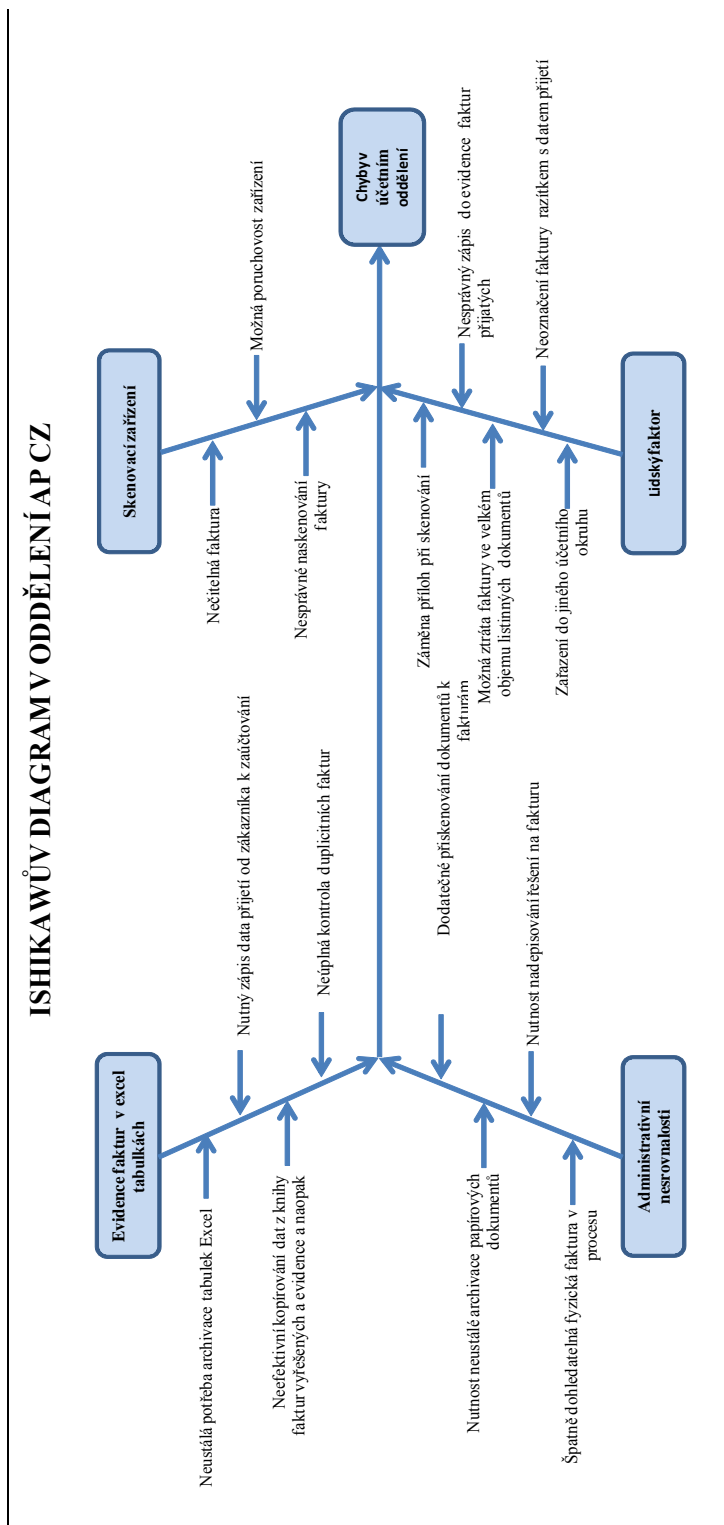 ISHIKAWŮV DIAGRAM V ODDĚLENÍ AP CZ
Evidence faktur v excel
tabulkách
Skenovací zařízení
Neustálá potřeba archivace tabulek Excel
Nutný zápis data přijetí od zákazníka k zaúčtování
Neefektivní kopírování dat z knihy
faktur vyřešených a evidence a naopak
Neúplná kontrola duplicitních faktur
Nečitelná faktura
Možná poruchovost zařízení
Nesprávné naskenování
faktury
Chyby v
účetním
oddělení
Dodatečné přiskenování dokumentů k
fakturám
Nutnost neustálé archivace papírových
dokumentů
Nutnost nadepisování řešení na fakturu
Špatně dohledatelná fyzická faktura v
procesu
Záměna příloh při skenování
Nesprávný zápis do evidence faktur
přijatých
Možná ztráta faktury ve velkém
objemu listinných dokumentů
Neoznačení faktury razítkem s datem přijetí
Zařazení do jiného účetního
okruhu
Administrativní
nesrovnalosti
Lidský faktor